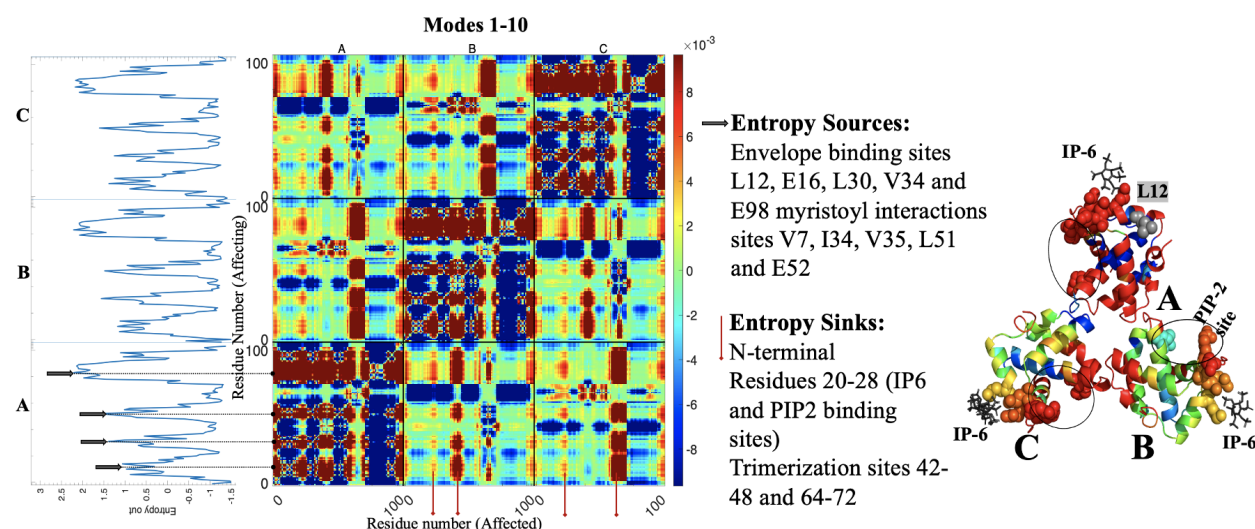 Modes 1-10
A
B
C
×10⁻³
C
B
A
100
0
100
0
100
0
Residue Number (Affecting)
3
2.5
2
1.5
1
0.5
0
-0.5
-1
-1.5
Entropy out
0
100
0
100
0
100
Residue number (Affected)
8
6
4
2
0
-2
-4
-6
-8
Entropy Sources:
Envelope binding sites
L12, E16, L30, V34 and
E98 myristoyl interactions
sites V7, I34, V35, L51
and E52
Entropy Sinks:
N-terminal
Residues 20-28 (IP6
and PIP2 binding
sites)
Trimerization sites 42-
48 and 64-72
IP-6
L12
A
PIP-2
site
IP-6
C
B
IP-6